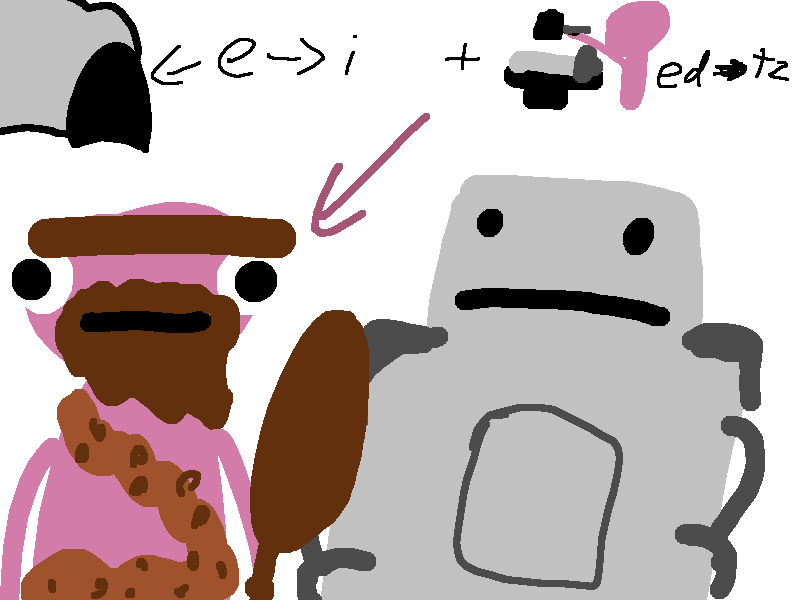 ← e → i + ed → tz